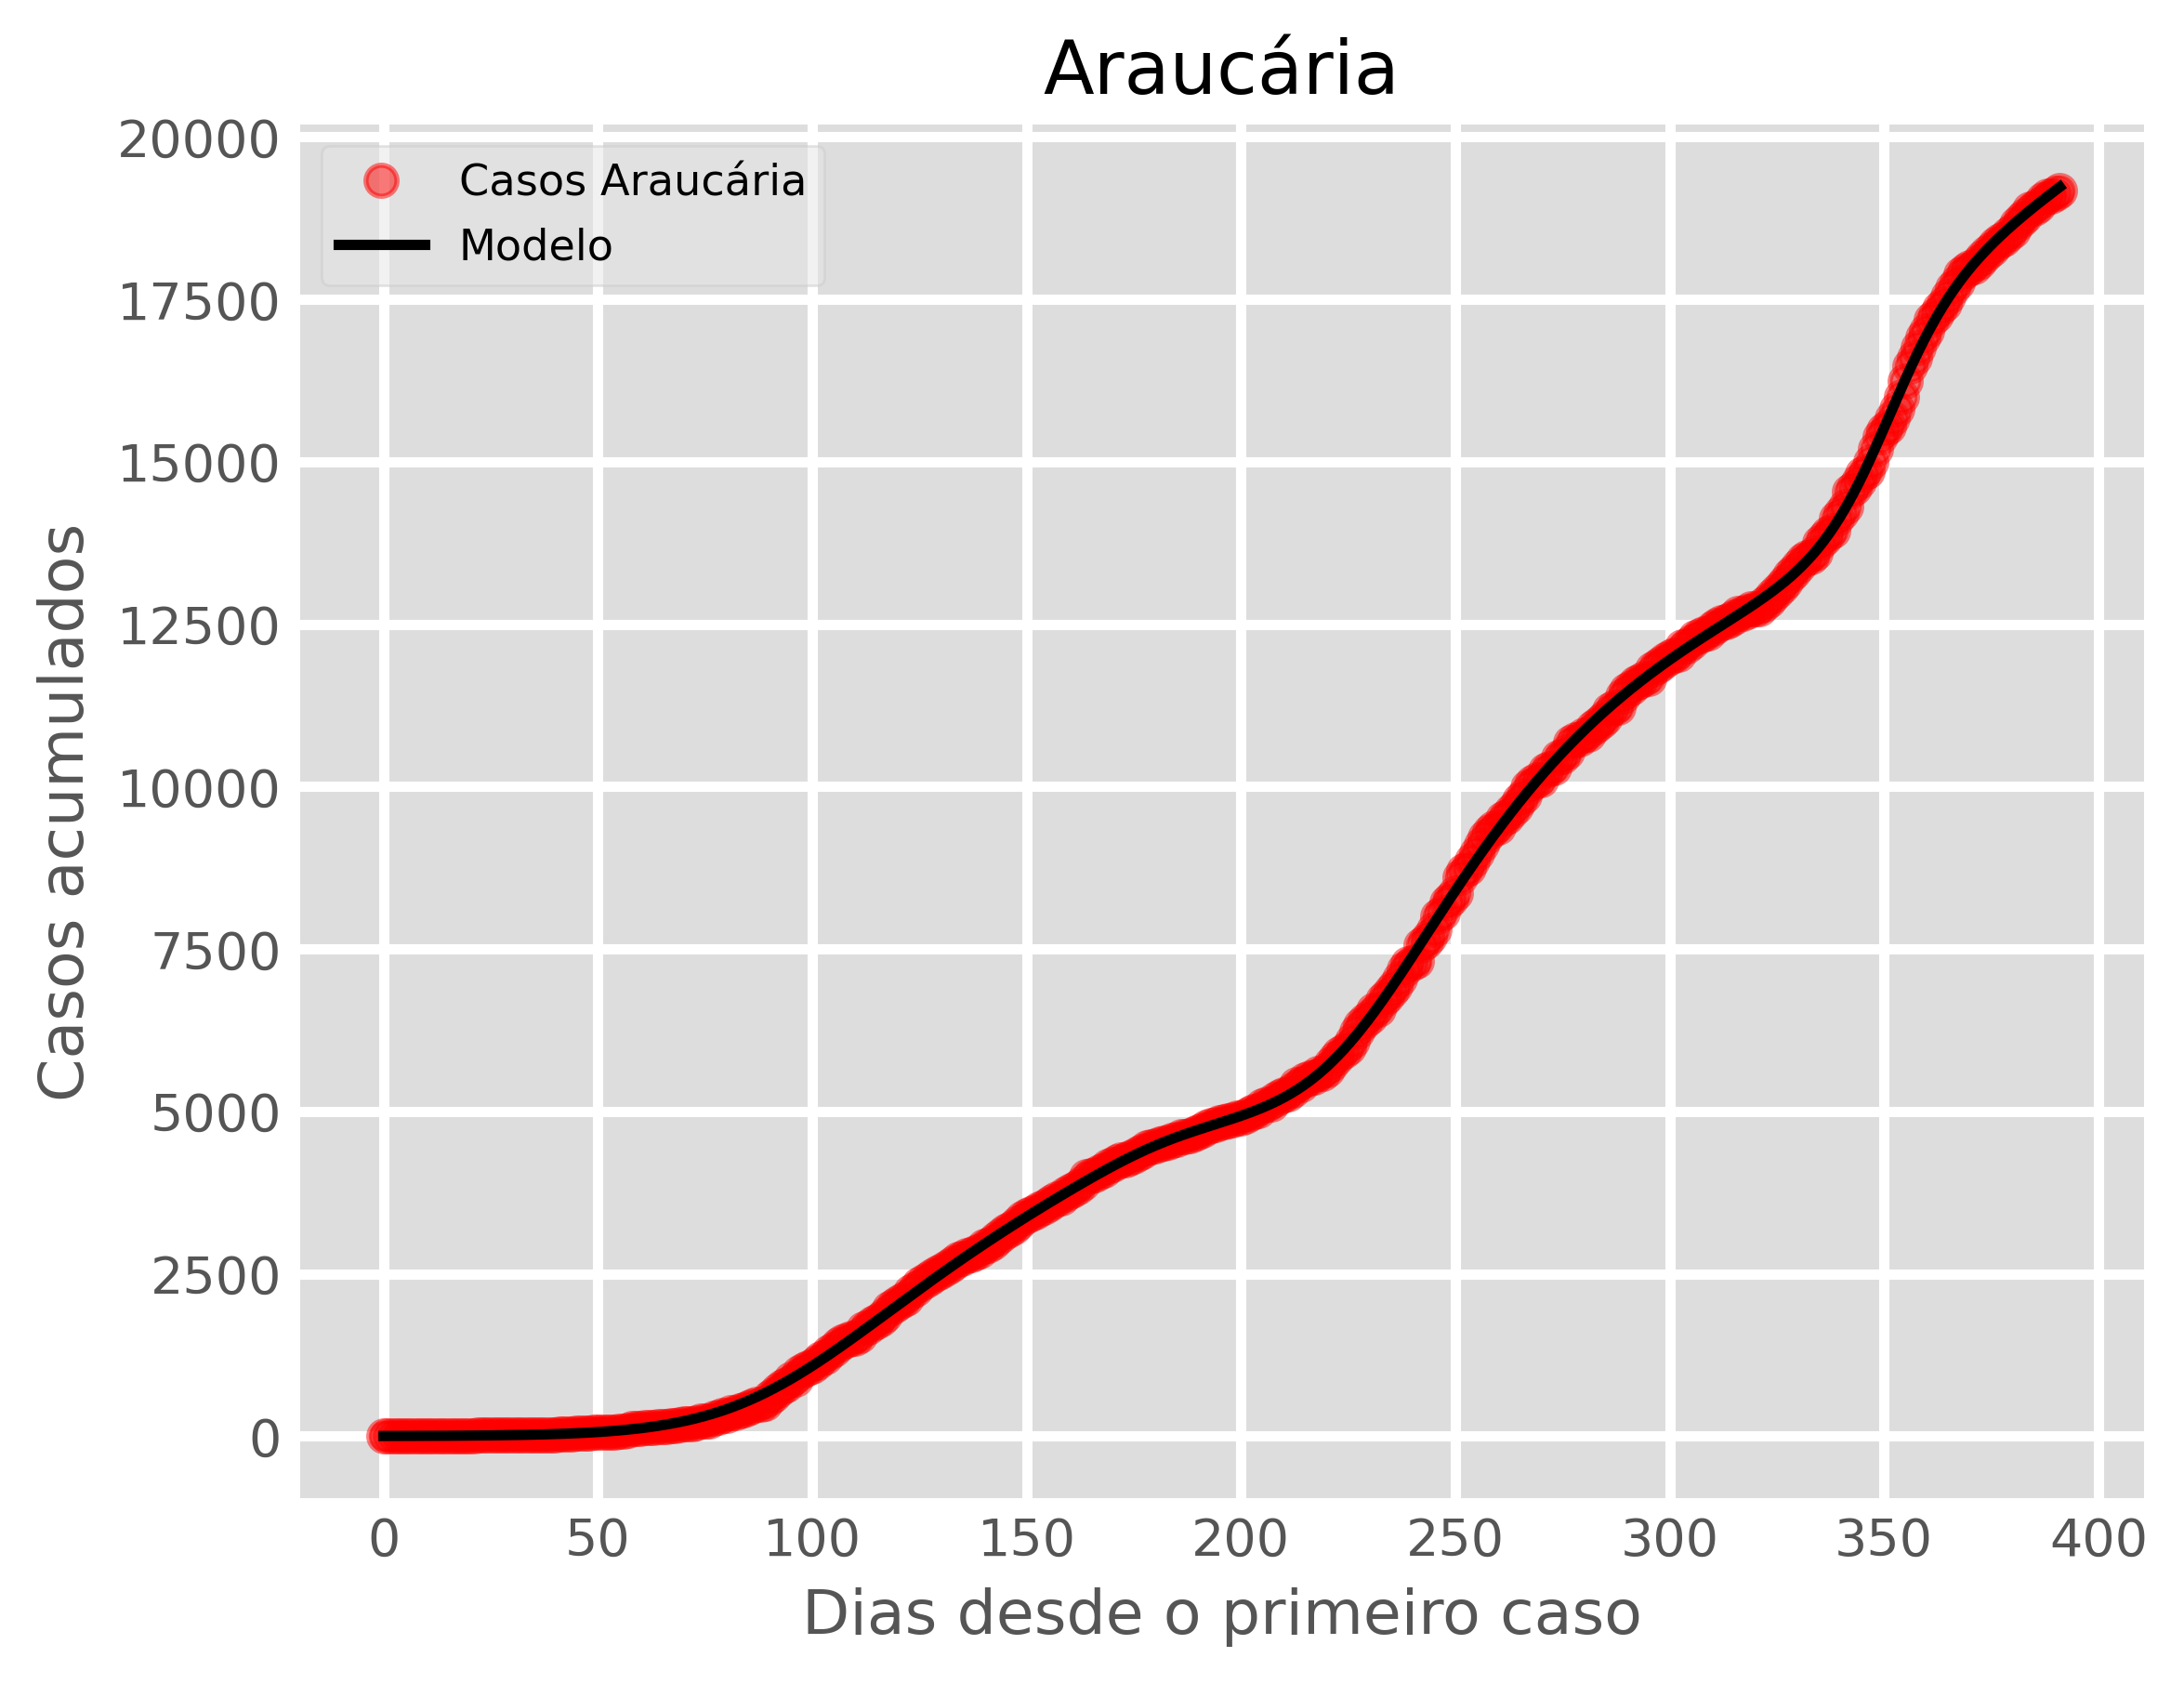 Araucária
Casos Araucária
Modelo
Casos acumulados
20000
17500
15000
12500
10000
7500
5000
2500
0
0 50 100 150 200 250 300 350 400
Dias desde o primeiro caso